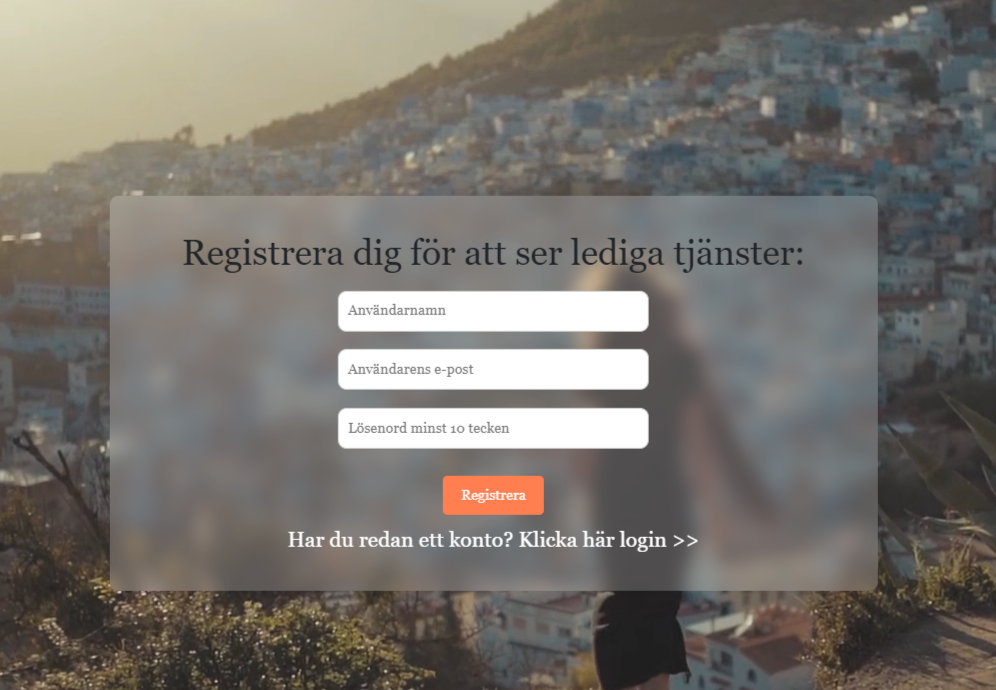 Registrera dig för att ser lediga tjänster:
Användarnamn
Användarens e-post
Lösenord minst 10 tecken
Registrera
Har du redan ett konto? Klicka här login >>